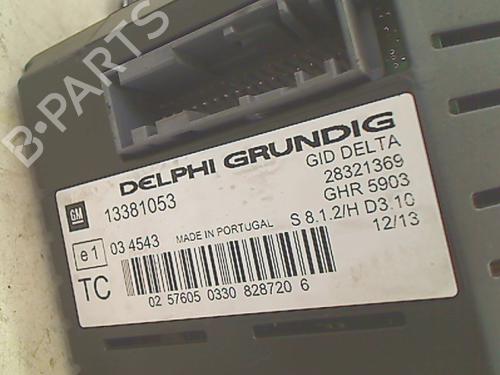 B-PARTS
DELPHI GRUNDIG
GM
13381053
GID DELTA
28321369
GHR 5903
e1
03 4543
MADE IN PORTUGAL
S 8.1.2/H D3.10
12/13
TC
02 57605 0330 828720 6